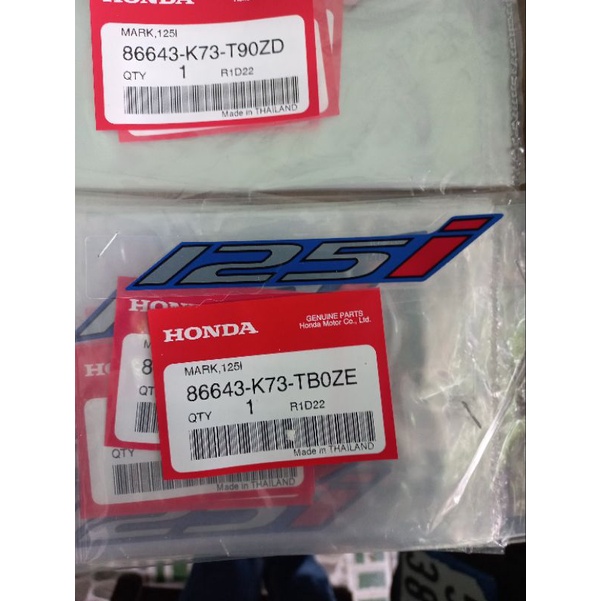 HONDA
MARK,125I
86643-K73-T90ZD
QTY 1 R1D22
Made in THAILAND
125i
HONDA
GENUINE PARTS
Honda Motor Co., Ltd.
MARK,125I
86643-K73-TB0ZE
QTY 1 R1D22
Made in THAILAND
QTY
Made in THAILAND